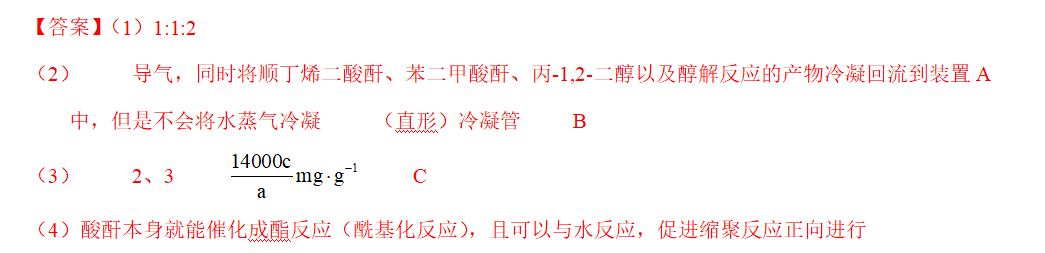 【答案】（1）1:1:2
（2） 导气，同时将顺丁烯二酸酐、苯二甲酸酐、丙-1,2-二醇以及醇解反应的产物冷凝回流到装置 A
中，但是不会将水蒸气冷凝 （直形）冷凝管 B
（3） 2、3 \frac{14000c}{a} mg·g⁻¹ C
（4）酸酐本身就能催化成酯反应（酰基化反应），且可以与水反应，促进缩聚反应正向进行